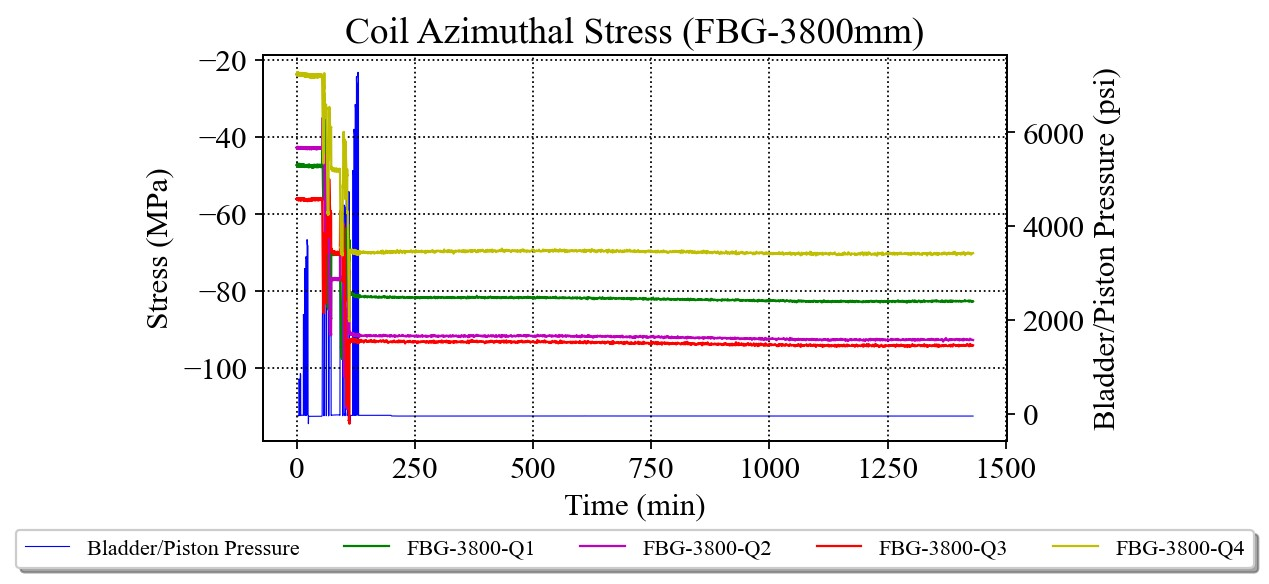 Coil Azimuthal Stress (FBG-3800mm)
Stress (MPa)
−20
−40
−60
−80
−100
6000
4000
2000
0
Bladder/Piston Pressure (psi)
0 250 500 750 1000 1250 1500
Time (min)
Bladder/Piston Pressure FBG-3800-Q1 FBG-3800-Q2 FBG-3800-Q3 FBG-3800-Q4